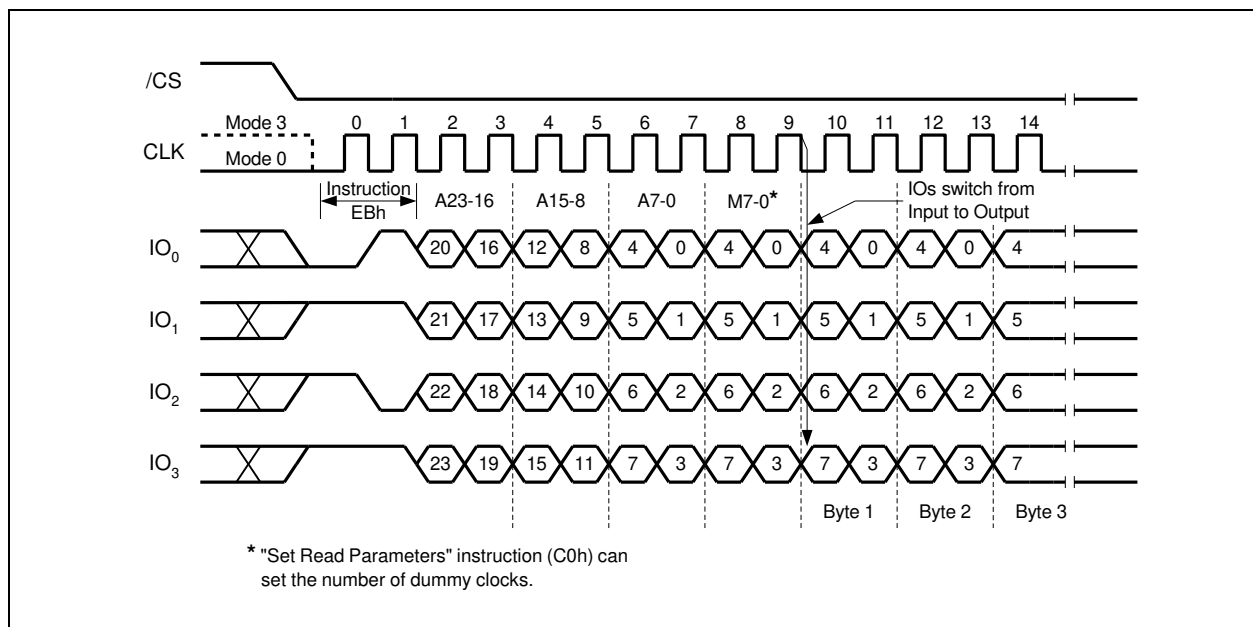 /CS
Mode 3 0 1 2 3 4 5 6 7 8 9 10 11 12 13 14
CLK Mode 0
Instruction A23-16 A15-8 A7-0 M7-0* IOs switch from
EBh Input to Output
IO0 20 16 12 8 4 0 4 0 4 0 4 0 4
IO1 21 17 13 9 5 1 5 1 5 1 5 1 5
IO2 22 18 14 10 6 2 6 2 6 2 6 2 6
IO3 23 19 15 11 7 3 7 3 7 3 7 3 7
Byte 1 Byte 2 Byte 3
* "Set Read Parameters" instruction (C0h) can
set the number of dummy clocks.